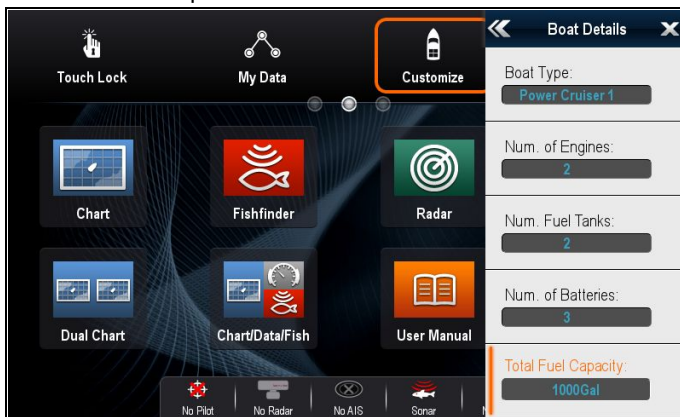 Touch Lock
My Data
Customize
Chart
Fishfinder
Radar
Dual Chart
Chart/Data/Fish
User Manual
No Pilot
No Radar
No AIS
Sonar
Boat Details
Boat Type:
Power Cruiser 1
Num. of Engines:
2
Num. Fuel Tanks:
2
Num. of Batteries:
3
Total Fuel Capacity:
1000Gal